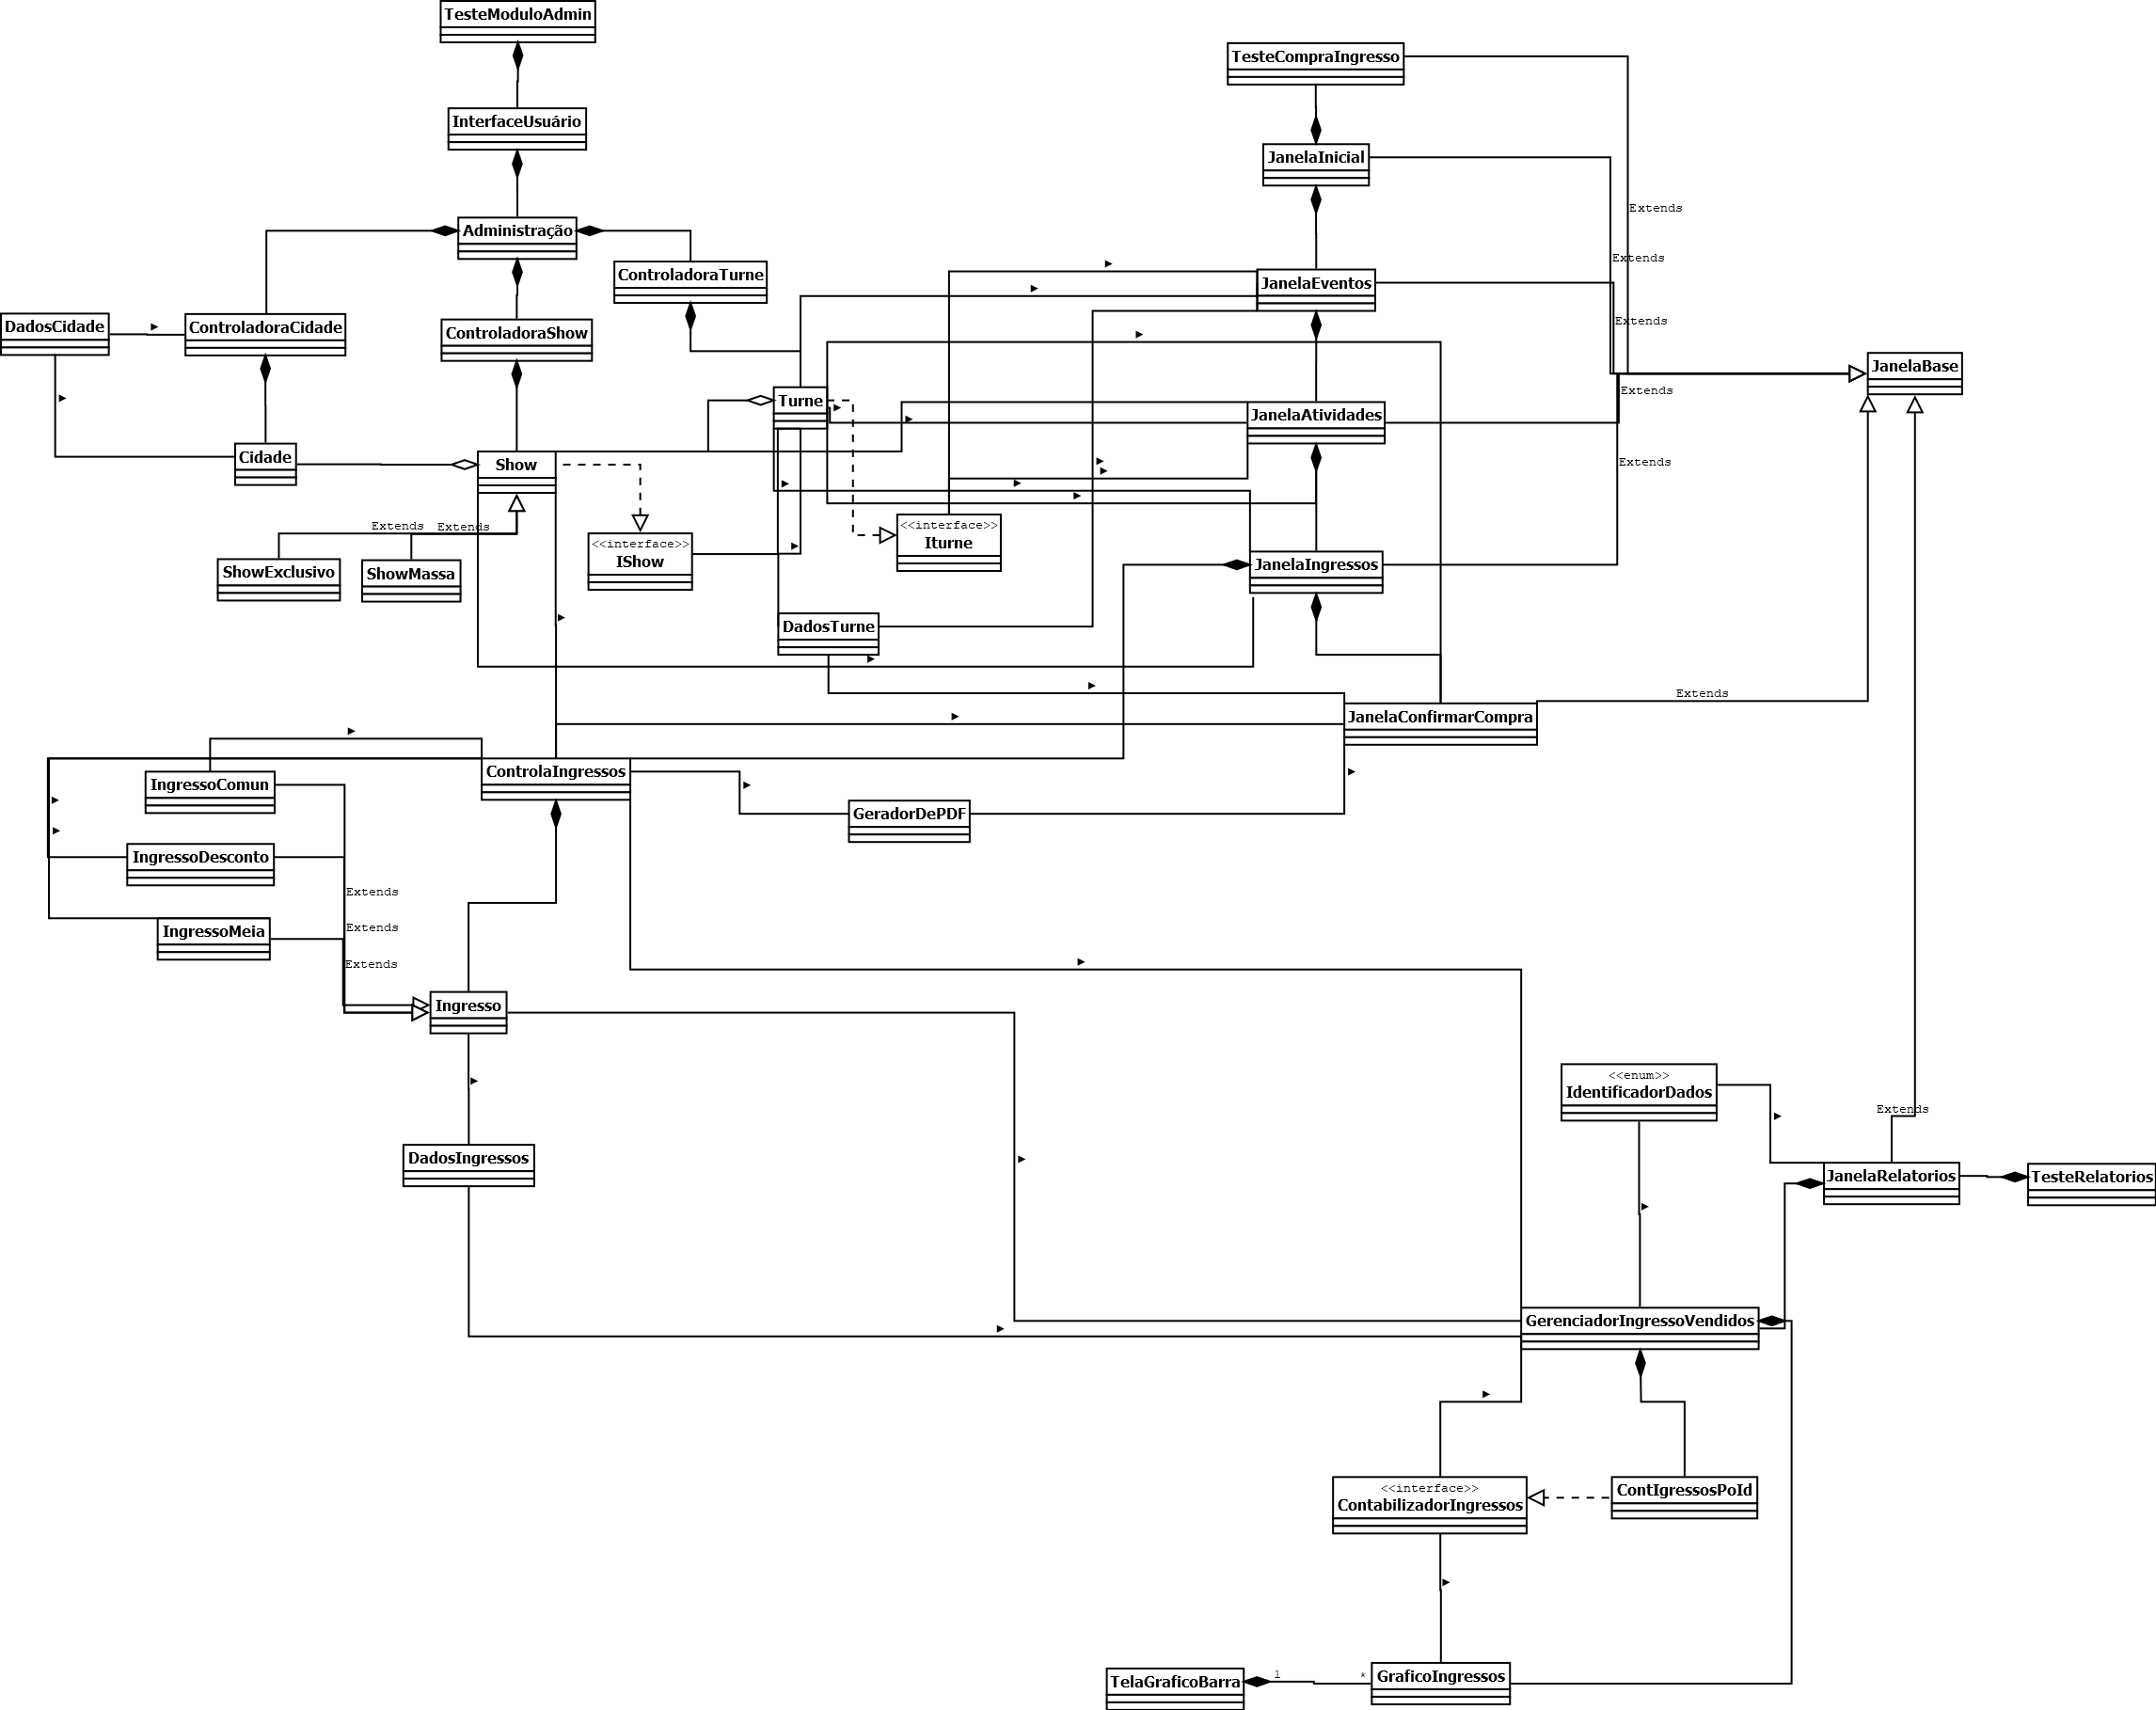 TesteModuloAdmin
TesteCompraIngresso
InterfaceUsuário
JanelaInicial
Extends
Administração
Extends
ControladoraTurne
JanelaEventos
DadosCidade
ControladoraCidade
ControladoraShow
Extends
JanelaBase
Extends
Turne
JanelaAtividades
Cidade
Show
Extends
Extends
Extends
<<interface>>
Iturne
<<interface>>
IShow
ShowExclusivo
ShowMassa
JanelaIngressos
DadosTurne
Extends
JanelaConfirmarCompra
IngressoComun
ControlaIngressos
GeradorDePDF
IngressoDesconto
Extends
Extends
IngressoMeia
Extends
Ingresso
<<enum>>
IdentificadorDados
Extends
DadosIngressos
JanelaRelatorios
TesteRelatorios
GerenciadorIngressoVendidos
<<interface>>
ContabilizadorIngressos
ContIgressosPoId
TelaGraficoBarra
1
*
GraficoIngressos